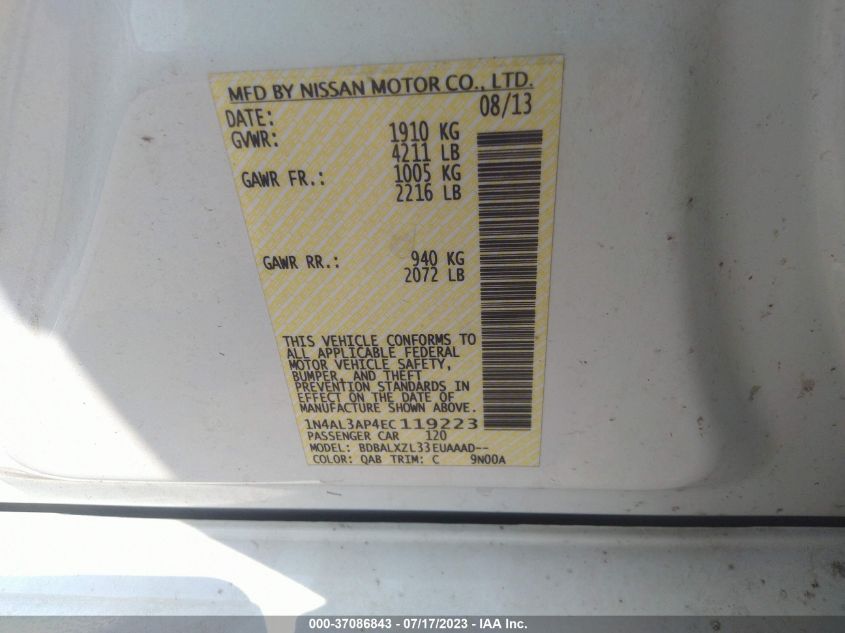 MFD BY NISSAN MOTOR CO., LTD.
DATE: 08/13
GVWR: 1910 KG
4211 LB
GAWR FR.: 1005 KG
2216 LB
GAWR RR.: 940 KG
2072 LB
THIS VEHICLE CONFORMS TO
ALL APPLICABLE FEDERAL
MOTOR VEHICLE SAFETY,
BUMPER, AND THEFT
PREVENTION STANDARDS IN
EFFECT ON THE DATE OF
MANUFACTURE SHOWN ABOVE.
1N4AL3AP4EC119223
PASSENGER CAR 120
MODEL: BDBALXZL33EUAAAD--
COLOR: QAB TRIM: C 9N00A
000-37086843 - 07/17/2023 - IAA Inc.